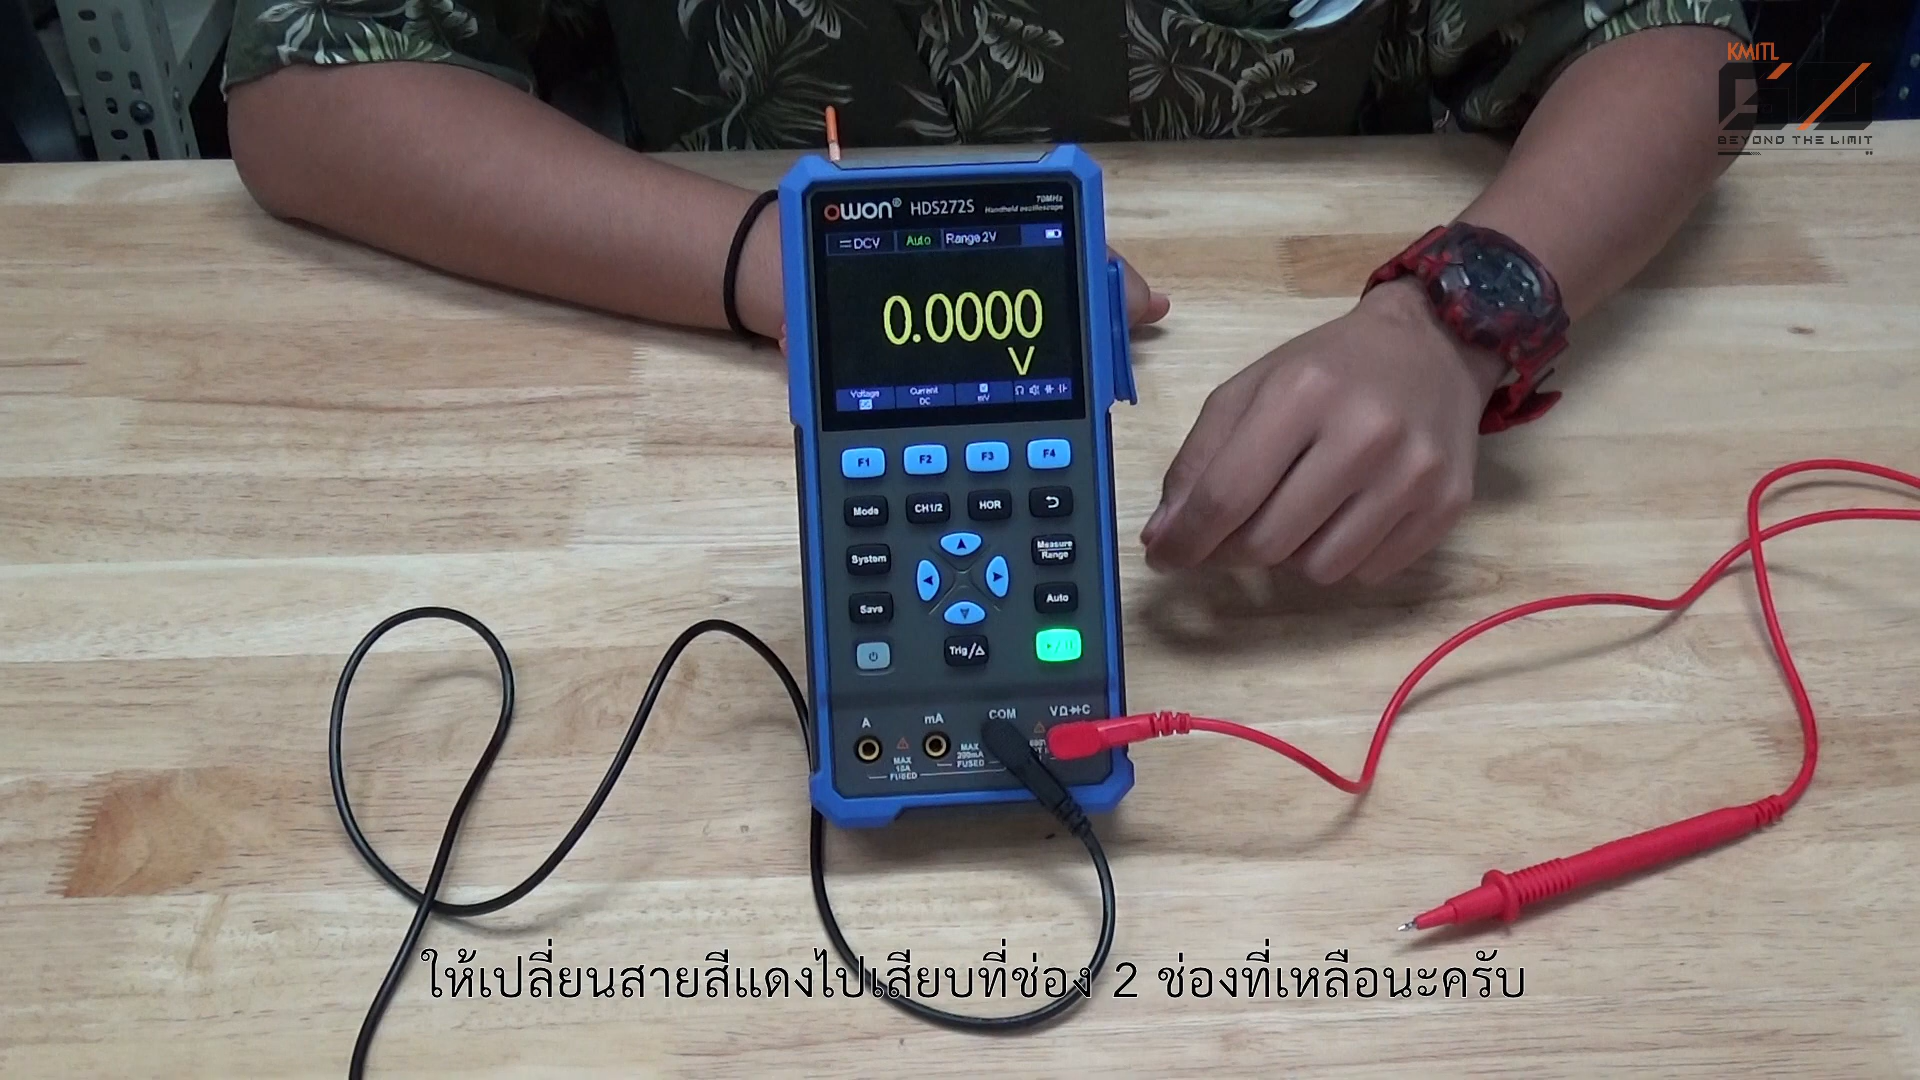 KMITL
60
BEYOND THE LIMIT
owon® HDS272S
70MHz
Handheld oscilloscope
DCV Auto Range 2V
0.0000
V
Voltage Current
DC mV
F1 F2 F3 F4
Mode CH1/2 HOR
System Measure
Range
Save Auto
Trig/Δ
A mA COM VΩ C
MAX
10A
FUSED
MAX
200mA
FUSED
ให้เปลี่ยนสายสีแดงไปเสียบที่ช่อง 2 ช่องที่เหลือนะครับ